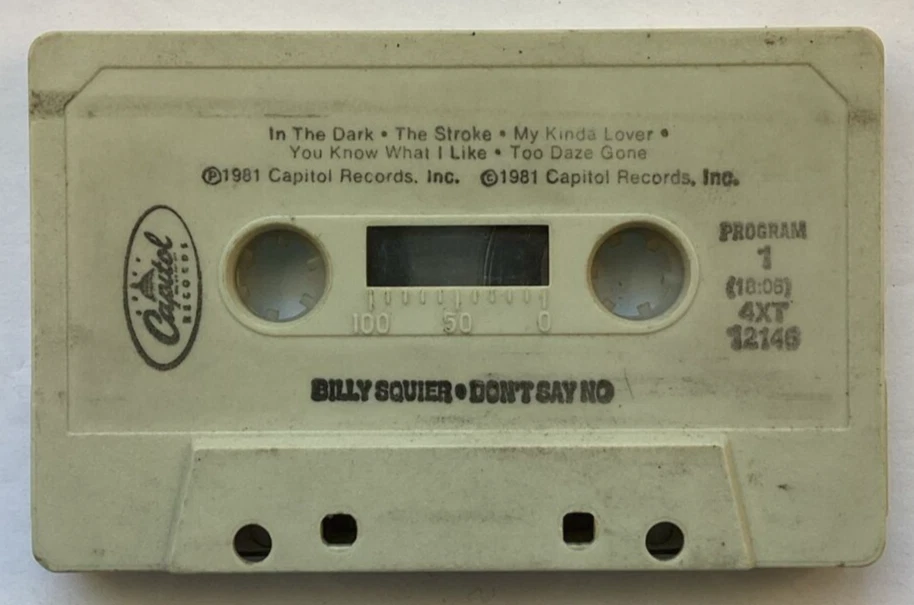 In The Dark • The Stroke • My Kinda Lover •
You Know What I Like • Too Daze Gone
℗1981 Capitol Records, Inc. ©1981 Capitol Records, Inc.
Capitol
RECORDS
PROGRAM
1
(18:06)
4XT
12146
100 50 0
BILLY SQUIER • DON'T SAY NO